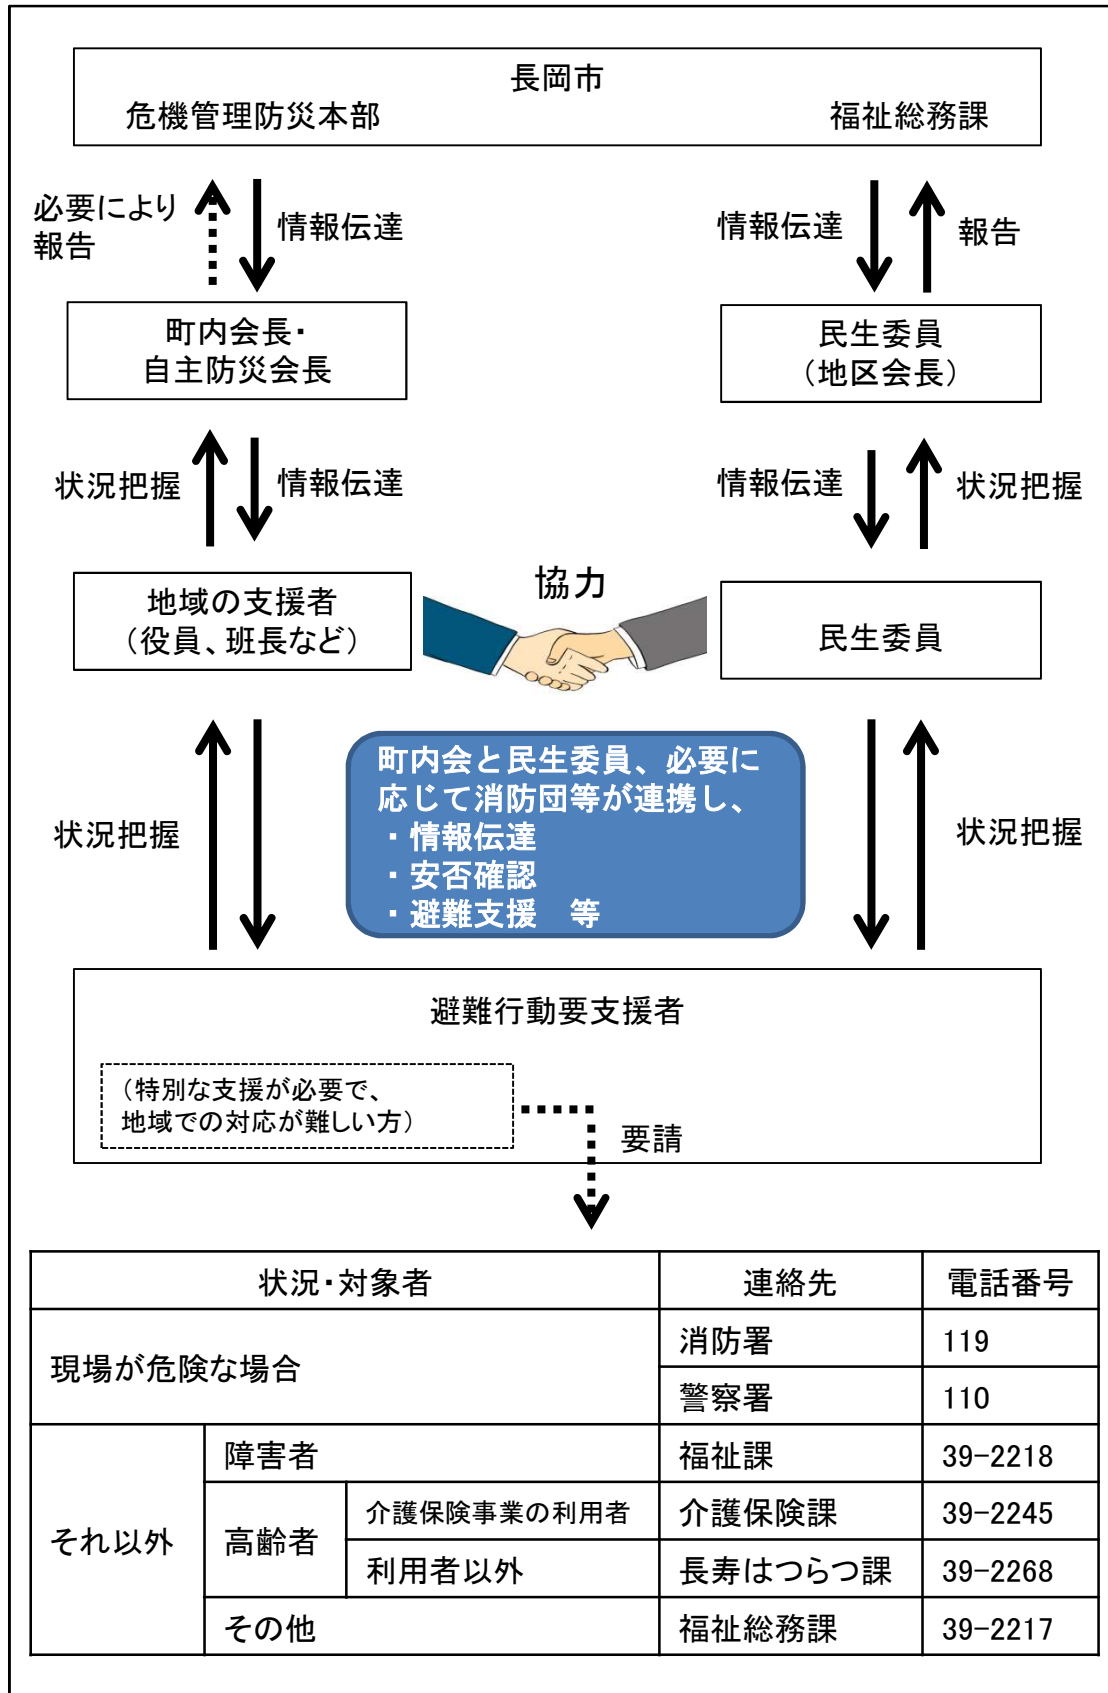 長岡市
危機管理防災本部　福祉総務課
必要により
報告
情報伝達
情報伝達
報告
町内会長・
自主防災会長
民生委員
（地区会長）
状況把握
情報伝達
情報伝達
状況把握
地域の支援者
（役員、班長など）
協力
民生委員
町内会と民生委員、必要に
応じて消防団等が連携し、
・情報伝達
・安否確認
・避難支援　等
状況把握
状況把握
避難行動要支援者
（特別な支援が必要で、
地域での対応が難しい方）
要請
状況・対象者　連絡先　電話番号
現場が危険な場合　消防署　119
警察署　110
それ以外　障害者　福祉課　39-2218
高齢者　介護保険事業の利用者　介護保険課　39-2245
利用者以外　長寿はつらつ課　39-2268
その他　福祉総務課　39-2217